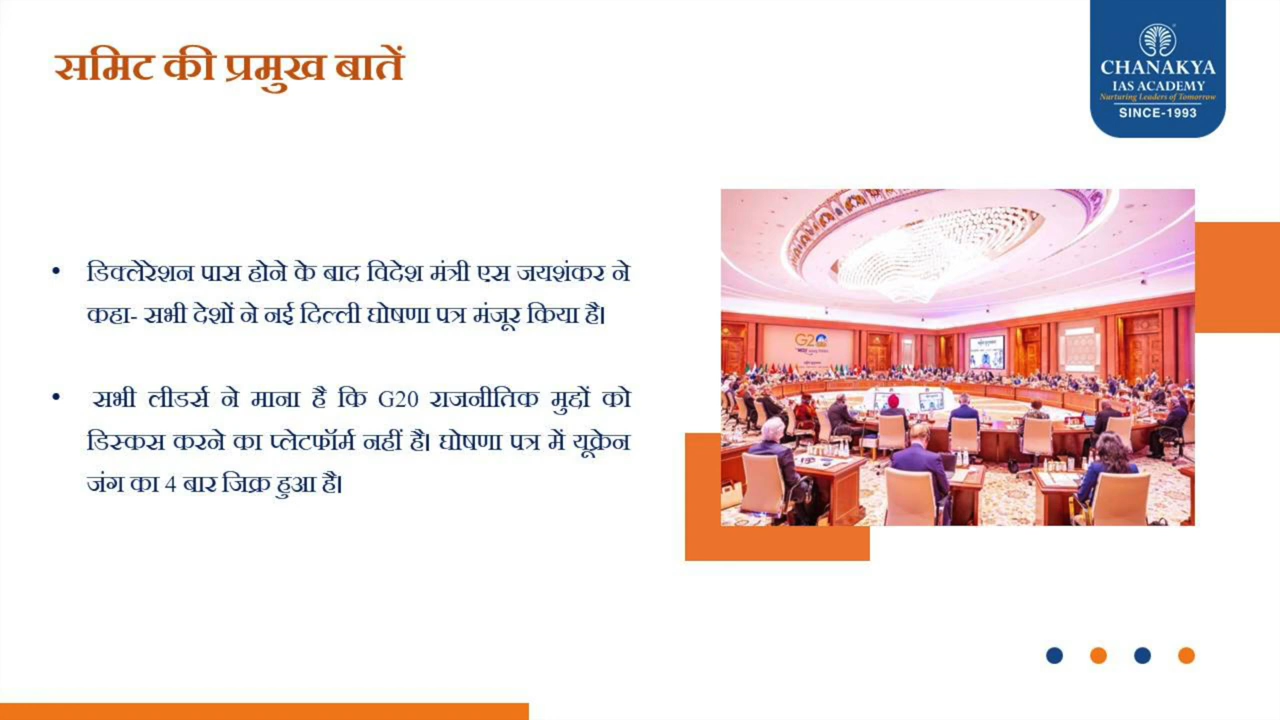 समिट की प्रमुख बातें
CHANAKYA
IAS ACADEMY
Nurturing Leaders of Tomorrow
SINCE-1993
• डिक्लेरेशन पास होने के बाद विदेश मंत्री एस जयशंकर ने
कहा- सभी देशों ने नई दिल्ली घोषणा पत्र मंजूर किया है।
• सभी लीडर्स ने माना है कि G20 राजनीतिक मुद्दों को
डिस्कस करने का प्लेटफॉर्म नहीं है। घोषणा पत्र में यूक्रेन
जंग का 4 बार जिक्र हुआ है।
G20